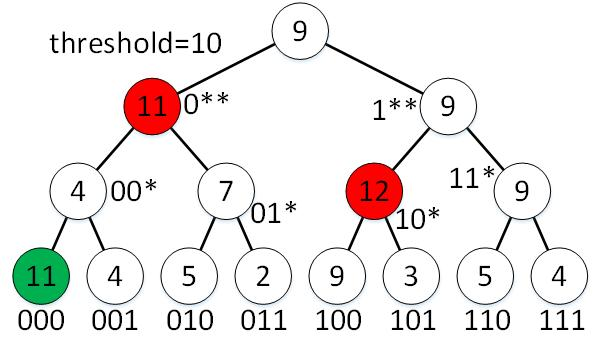 9
threshold=10
11 0** 1** 9
4 00* 7 01* 12 10* 11* 9
11 4 5 2 9 3 5 4
000 001 010 011 100 101 110 111